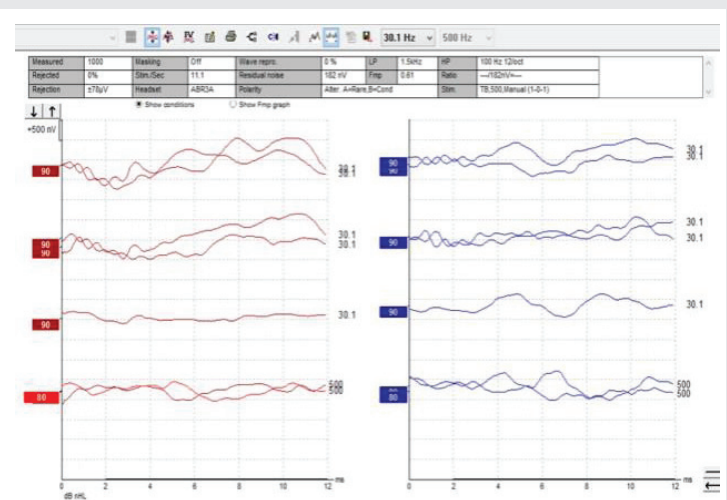 30.1 Hz 500 Hz
Measured 1000 Masking Off Wave repro. 0 % LP 1.5kHz HP 100 Hz 12/oct
Rejected 0% Stim./Sec 11.1 Residual noise 182 nV Fmp 0.61 Ratio ---/182nV=---
Rejection ±78µV Headset ABR3A Polarity Alter. A=Rare,B=Cond Stim. TB,500,Manual (1-0-1)
Show conditions Show Fmp graph
+500 nV
90 30.1 90 90 30.1
30.1 30.1
90 90 30.1 90 30.1
30.1 30.1
90 30.1 90 30.1
80 500 80 500
500 500
0 2 4 6 8 10 12 ms 0 2 4 6 8 10 12 ms
dB nHL